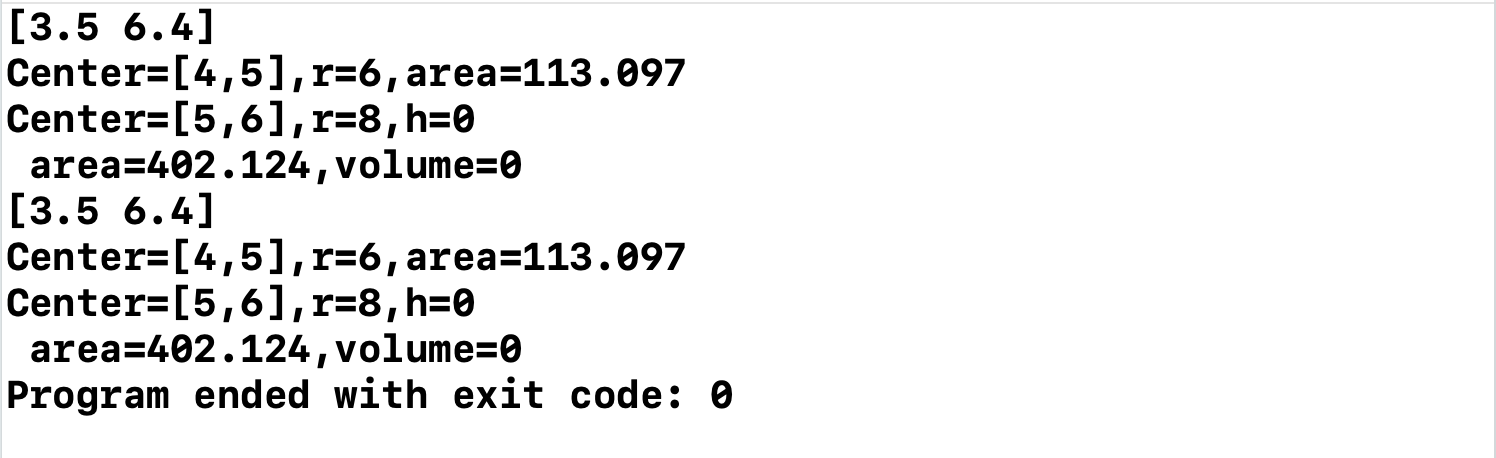 [3.5 6.4]
Center=[4,5],r=6,area=113.097
Center=[5,6],r=8,h=0
 area=402.124,volume=0
[3.5 6.4]
Center=[4,5],r=6,area=113.097
Center=[5,6],r=8,h=0
 area=402.124,volume=0
Program ended with exit code: 0